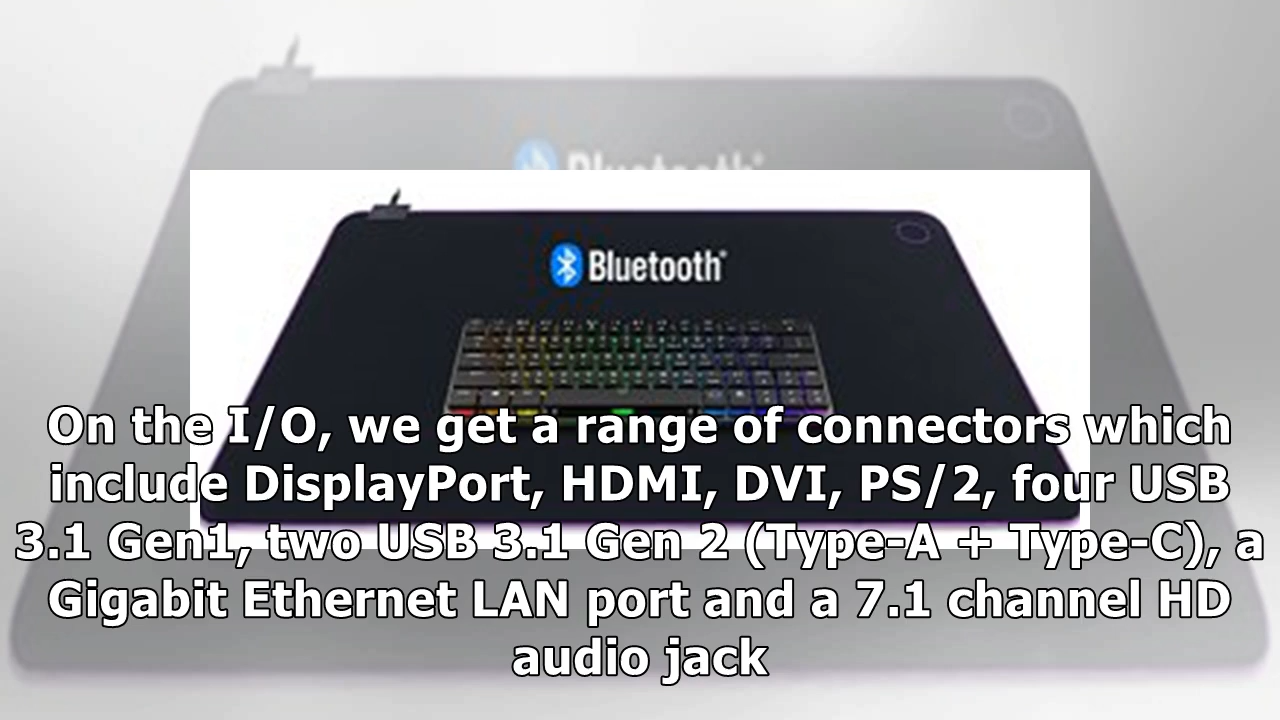 Bluetooth
Bluetooth
On the I/O, we get a range of connectors which
include DisplayPort, HDMI, DVI, PS/2, four USB
3.1 Gen1, two USB 3.1 Gen 2 (Type-A + Type-C), a
Gigabit Ethernet LAN port and a 7.1 channel HD
audio jack